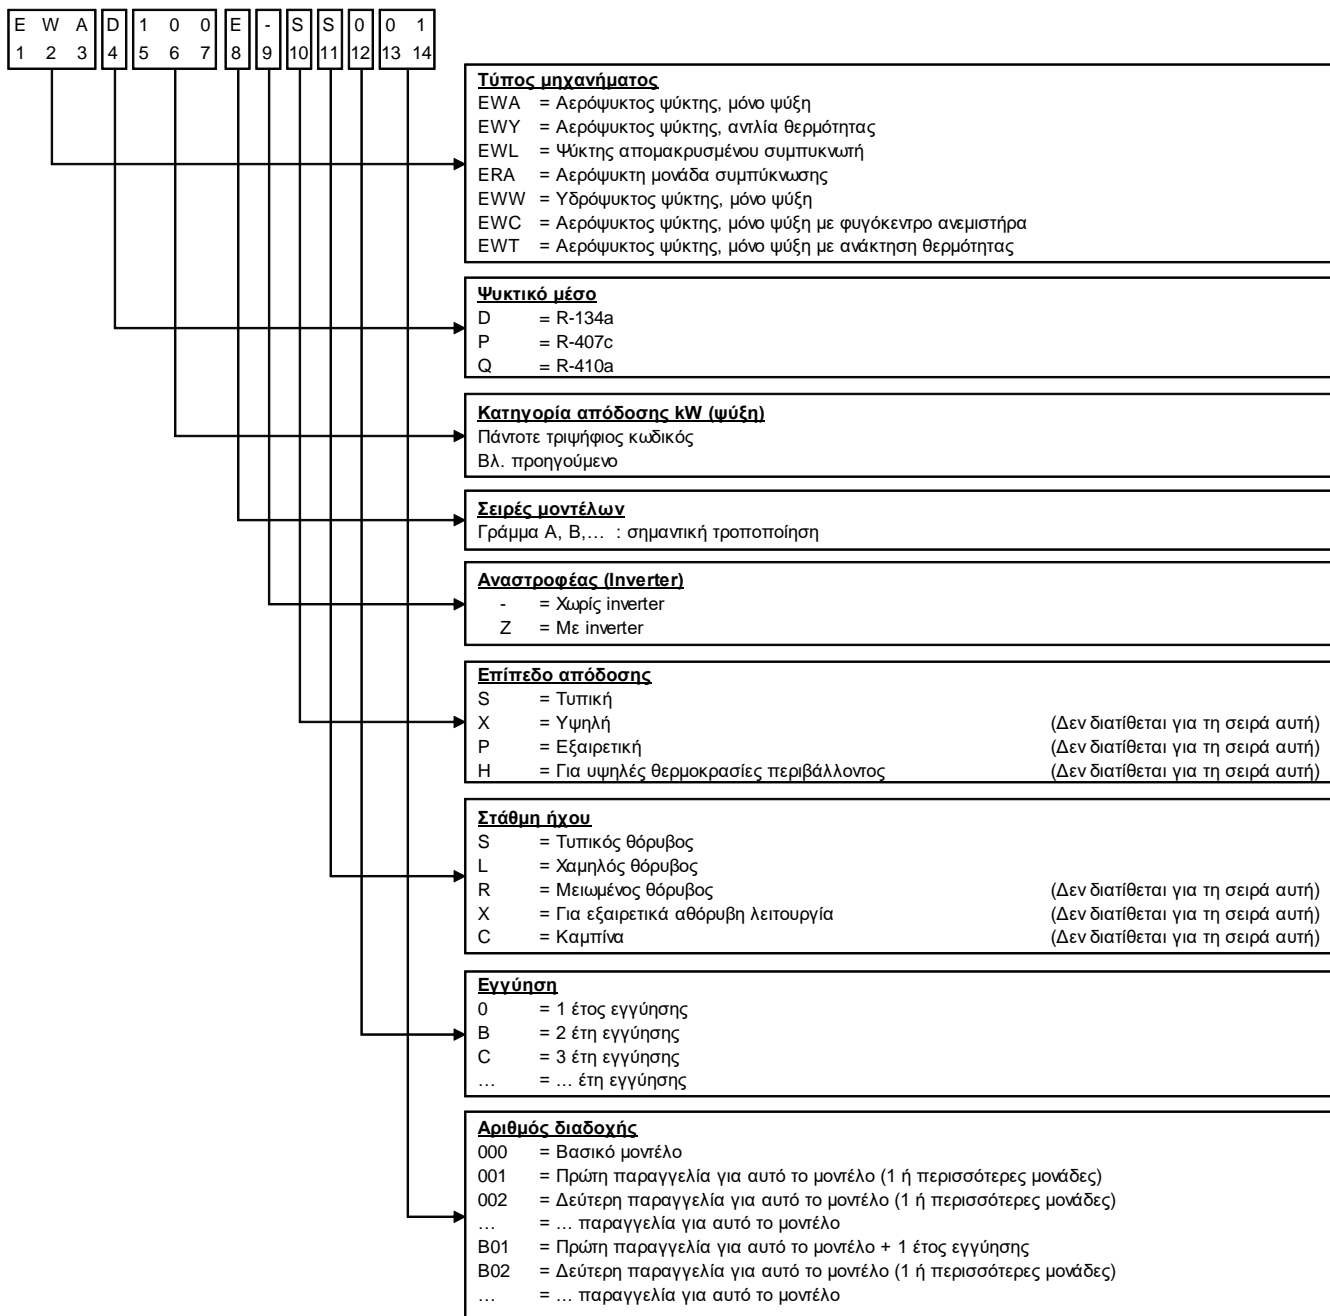 E W A D 1 0 0 E - S S 0 0 1
1 2 3 4 5 6 7 8 9 10 11 12 13 14
Τύπος μηχανήματος
EWA = Αερόψυκτος ψύκτης, μόνο ψύξη
EWY = Αερόψυκτος ψύκτης, αντλία θερμότητας
EWL = Ψύκτης απομακρυσμένου συμπυκνωτή
ERA = Αερόψυκτη μονάδα συμπύκνωσης
EWW = Υδρόψυκτος ψύκτης, μόνο ψύξη
EWC = Αερόψυκτος ψύκτης, μόνο ψύξη με φυγόκεντρο ανεμιστήρα
EWT = Αερόψυκτος ψύκτης, μόνο ψύξη με ανάκτηση θερμότητας
Ψυκτικό μέσο
D = R-134a
P = R-407c
Q = R-410a
Κατηγορία απόδοσης kW (ψύξη)
Πάντοτε τριψήφιος κωδικός
Βλ. προηγούμενο
Σειρές μοντέλων
Γράμμα A, B,… : σημαντική τροποποίηση
Αναστροφέας (Inverter)
- = Χωρίς inverter
Z = Με inverter
Επίπεδο απόδοσης
S = Τυπική
X = Υψηλή (Δεν διατίθεται για τη σειρά αυτή)
P = Εξαιρετική (Δεν διατίθεται για τη σειρά αυτή)
H = Για υψηλές θερμοκρασίες περιβάλλοντος (Δεν διατίθεται για τη σειρά αυτή)
Στάθμη ήχου
S = Τυπικός θόρυβος
L = Χαμηλός θόρυβος
R = Μειωμένος θόρυβος (Δεν διατίθεται για τη σειρά αυτή)
X = Για εξαιρετικά αθόρυβη λειτουργία (Δεν διατίθεται για τη σειρά αυτή)
C = Καμπίνα (Δεν διατίθεται για τη σειρά αυτή)
Εγγύηση
0 = 1 έτος εγγύησης
B = 2 έτη εγγύησης
C = 3 έτη εγγύησης
… = … έτη εγγύησης
Αριθμός διαδοχής
000 = Βασικό μοντέλο
001 = Πρώτη παραγγελία για αυτό το μοντέλο (1 ή περισσότερες μονάδες)
002 = Δεύτερη παραγγελία για αυτό το μοντέλο (1 ή περισσότερες μονάδες)
… = … παραγγελία για αυτό το μοντέλο
B01 = Πρώτη παραγγελία για αυτό το μοντέλο + 1 έτος εγγύησης
B02 = Δεύτερη παραγγελία για αυτό το μοντέλο (1 ή περισσότερες μονάδες)
… = … παραγγελία για αυτό το μοντέλο